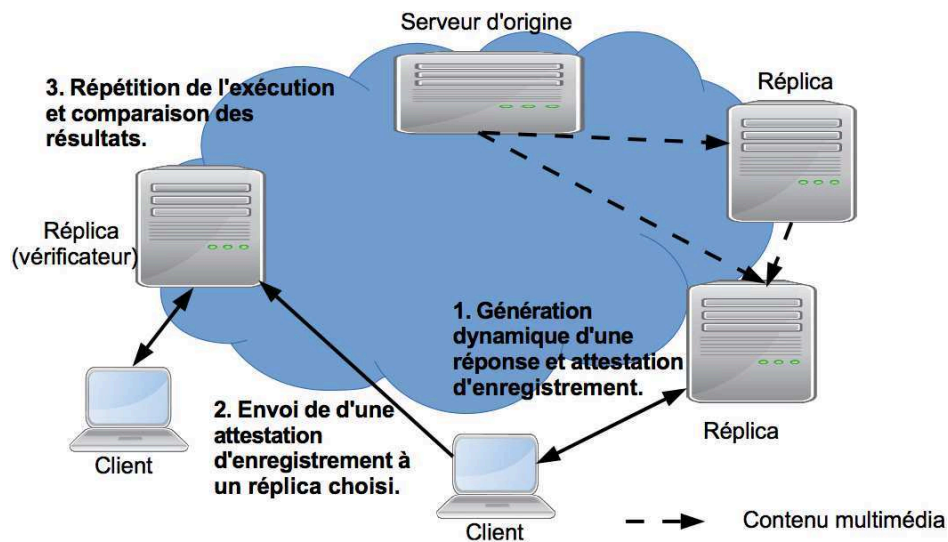 Serveur d'origine
3. Répétition de l'exécution
et comparaison des
résultats.
Réplica
Réplica
(vérificateur)
1. Génération
dynamique d'une
réponse et attestation
d'enregistrement.
2. Envoi de d'une
attestation
d'enregistrement à
un réplica choisi.
Réplica
Client
Client
Contenu multimédia